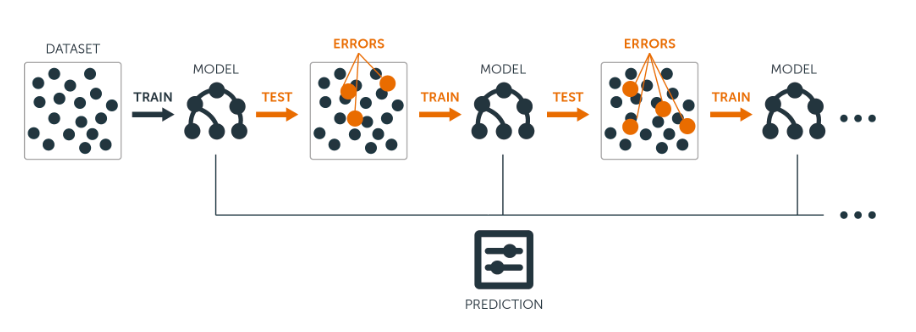 DATASET
TRAIN
MODEL
TEST
ERRORS
TRAIN
MODEL
TEST
ERRORS
TRAIN
MODEL
PREDICTION